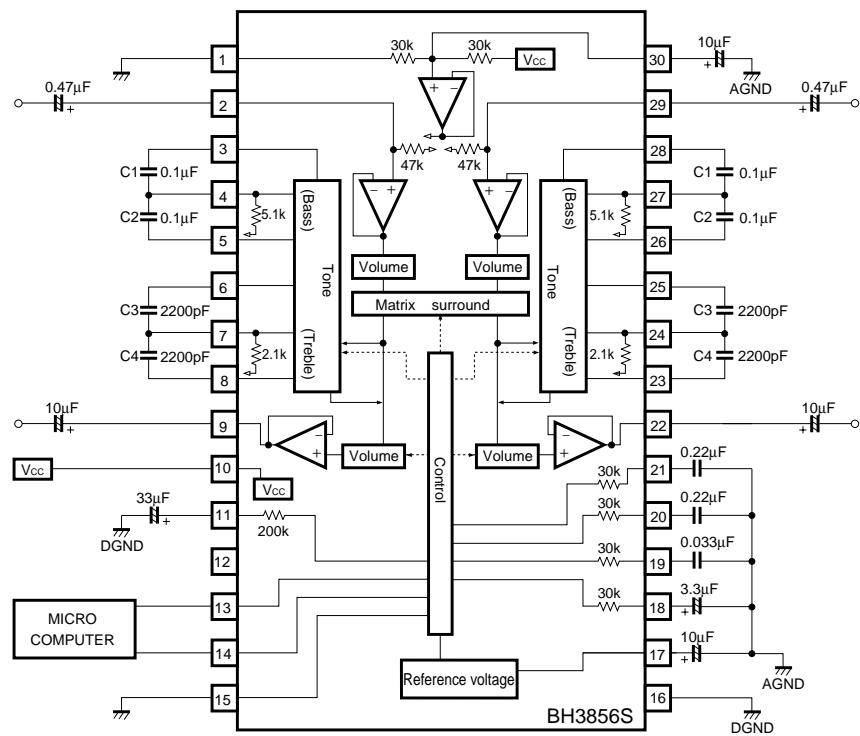 1
30k
30k
VCC
30
10μF
+
AGND
0.47μF
+
2
+
−
29
0.47μF
+
3
47k
47k
28
C1
0.1μF
C1
0.1μF
4
(Bass)
5.1k
−
+
+
−
(Bass)
5.1k
27
C2
0.1μF
C2
0.1μF
5
26
Tone
Volume
Volume
Tone
6
25
C3
2200pF
Matrix surround
C3
2200pF
7
(Treble)
2.1k
(Treble)
2.1k
24
C4
2200pF
C4
2200pF
8
23
10μF
+
9
−
+
Volume
Control
Volume
−
+
22
10μF
+
VCC
10
VCC
30k
21
0.22μF
33μF
+
DGND
11
200k
30k
20
0.22μF
12
30k
19
0.033μF
MICRO
COMPUTER
13
30k
18
3.3μF
+
14
17
10μF
+
AGND
Reference voltage
15
16
DGND
BH3856S